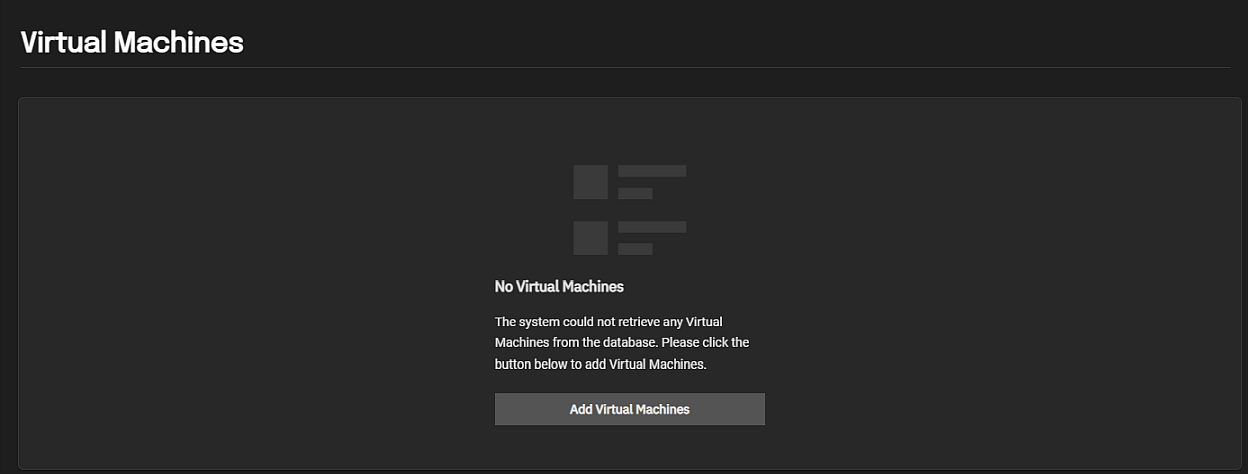 Virtual Machines
No Virtual Machines
The system could not retrieve any Virtual
Machines from the database. Please click the
button below to add Virtual Machines.
Add Virtual Machines